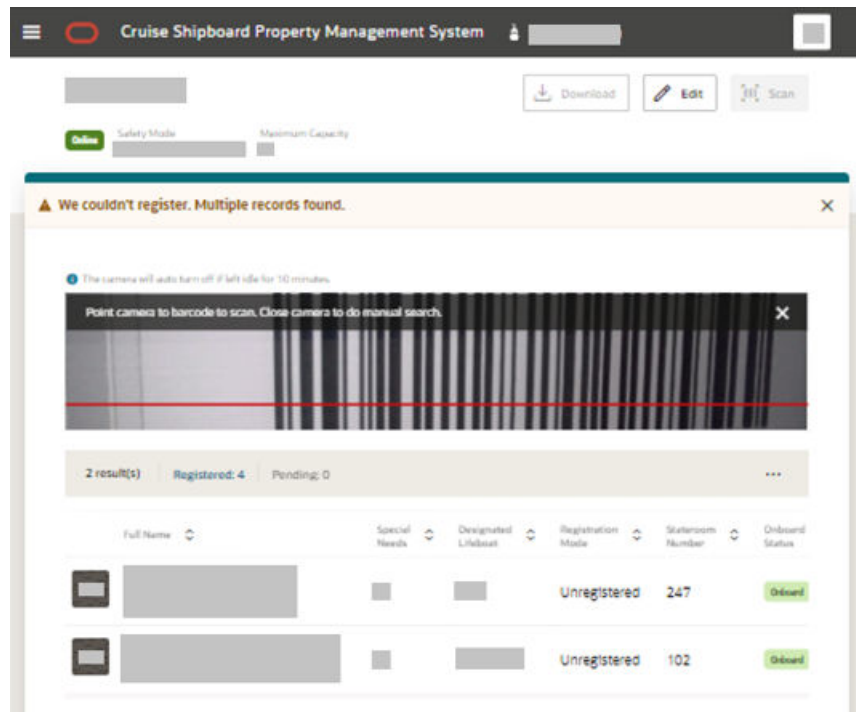 Cruise Shipboard Property Management System
Download Edit Scan
Online Safety Mode Maximum Capacity
We couldn't register. Multiple records found.
The camera will auto turn off if left idle for 10 minutes.
Point camera to barcode to scan. Close camera to do manual search.
2 result(s) Registered: 4 Pending: 0
Full Name Special Needs Designated Lifeboat Registration Mode Stateroom Number Onboard Status
Unregistered 247 Onboard
Unregistered 102 Onboard